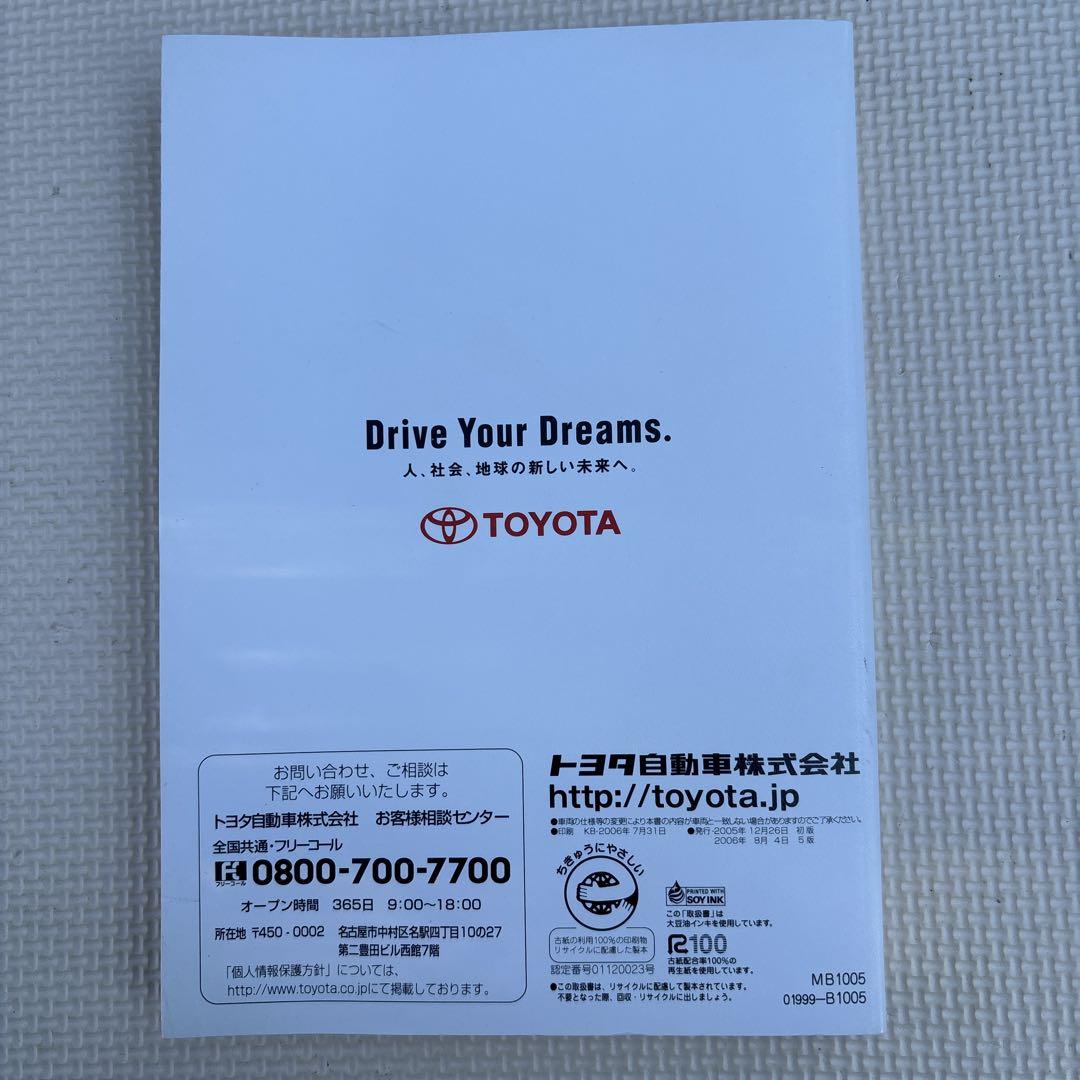 Drive Your Dreams.
人、社会、地球の新しい未来へ。
TOYOTA
お問い合わせ、ご相談は
下記へお願いいたします。
トヨタ自動車株式会社　お客様相談センター
全国共通・フリーコール
フリーコール 0800-700-7700
オープン時間　365日　9:00〜18:00
所在地 〒450-0002　名古屋市中村区名駅四丁目10の27
第二豊田ビル西館7階
「個人情報保護方針」については、
http://www.toyota.co.jpにて掲載しております。
トヨタ自動車株式会社
http://toyota.jp
●車両の仕様等の変更により本書の内容が車両と一致しない場合がありますのでご了承ください。
●印刷　KB-2006年 7月31日　●発行-2005年 12月26日　初 版
2006年　8月　4日　5 版
ちきゅうにやさしい
古紙の利用100%の印刷物
リサイクルに配慮した製本
認定番号01120023号
PRINTED WITH
SOY INK
この「取扱書」は
大豆油インキを使用しています。
R100
古紙配合率100%の
再生紙を使用しています。
●この取扱書は、リサイクルに配慮して製本されています。
不要となった際、回収・リサイクルに出しましょう。
MB1005
01999-B1005